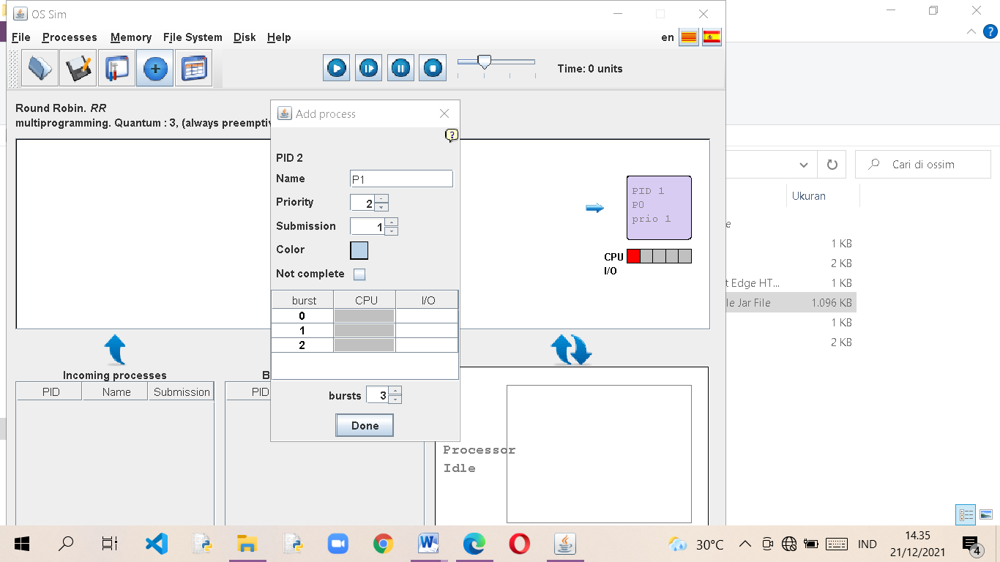 OS Sim
File Processes Memory File System Disk Help
en
Time: 0 units
Round Robin. RR
multiprogramming. Quantum : 3, (always preemptiv
Add process
?
PID 2
Name P1
Priority 2
Submission 1
Color
Not complete
burst CPU I/O
0
1
2
bursts 3
Done
PID 1
P0
prio 1
CPU
I/O
Incoming processes
PID Name Submission
B
PID
Processor
Idle
?
Cari di ossim
Ukuran
e
1 KB
2 KB
t Edge HT... 1 KB
le Jar File 1.096 KB
1 KB
2 KB
30°C
IND
14.35
21/12/2021
4